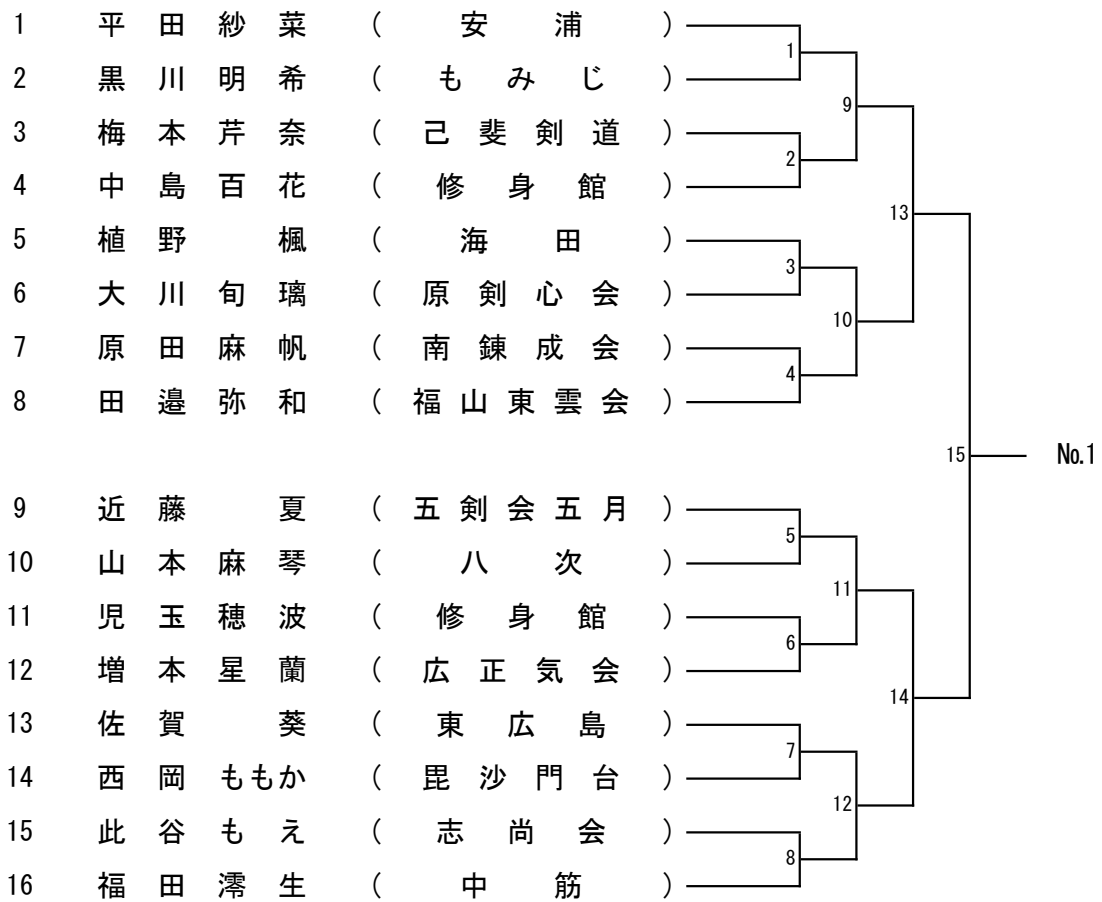 1 平田紗菜 (安浦)
1
2 黒川明希 (もみじ)
9
3 梅本芹奈 (己斐剣道)
2
4 中島百花 (修身館)
13
5 植野楓 (海田)
3
6 大川旬璃 (原剣心会)
10
7 原田麻帆 (南錬成会)
4
8 田邉弥和 (福山東雲会)
15 No.1
9 近藤夏 (五剣会五月)
5
10 山本麻琴 (八次)
11
11 児玉穂波 (修身館)
6
12 増本星蘭 (広正気会)
14
13 佐賀葵 (東広島)
7
14 西岡ももか (毘沙門台)
12
15 此谷もえ (志尚会)
8
16 福田澪生 (中筋)